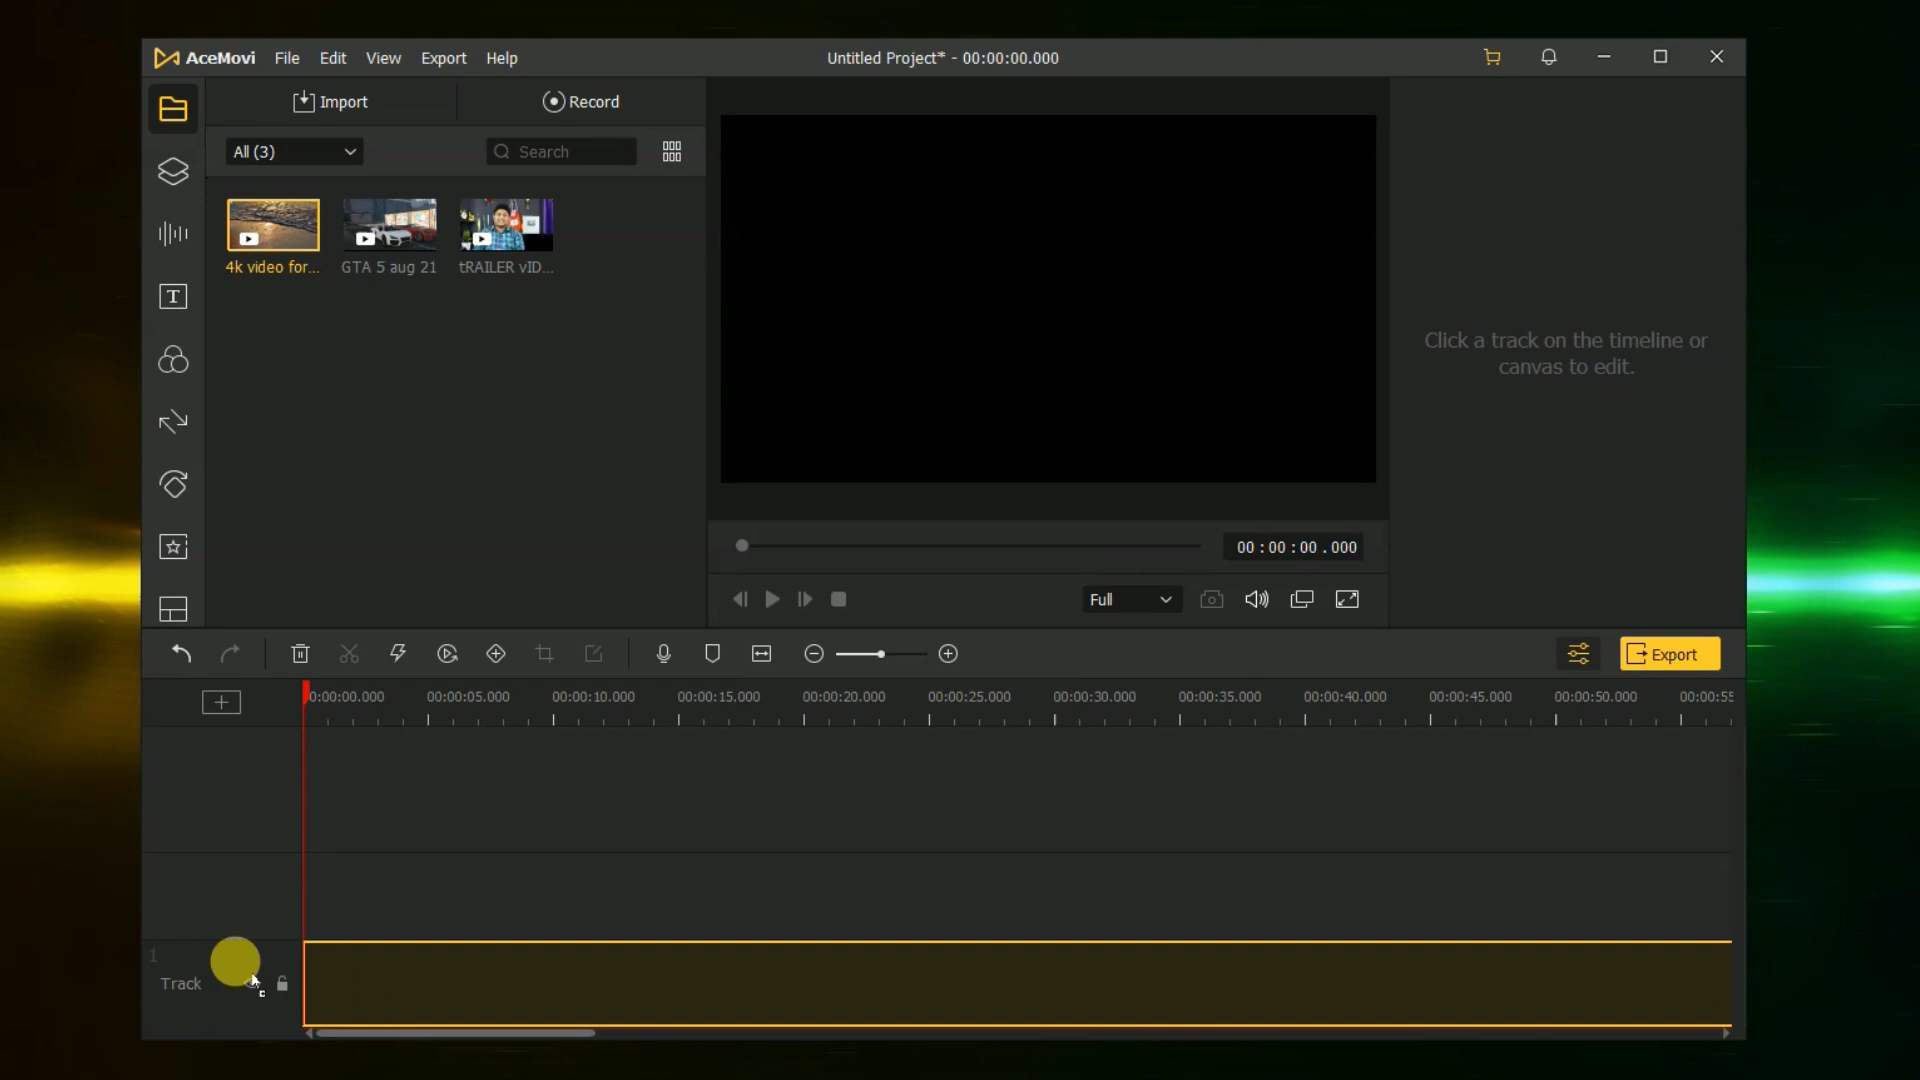 AceMovi File Edit View Export Help
Untitled Project* - 00:00:00.000
Import
Record
All (3)
Search
4k video for...
GTA 5 aug 21
tRAILER vID...
Click a track on the timeline or
canvas to edit.
00:00:00.000
Full
Export
0:00:00.000 00:00:05.000 00:00:10.000 00:00:15.000 00:00:20.000 00:00:25.000 00:00:30.000 00:00:35.000 00:00:40.000 00:00:45.000 00:00:50.000 00:00:55
1
Track